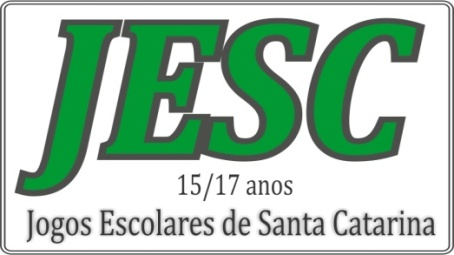 JESC
15/17 anos
Jogos Escolares de Santa Catarina